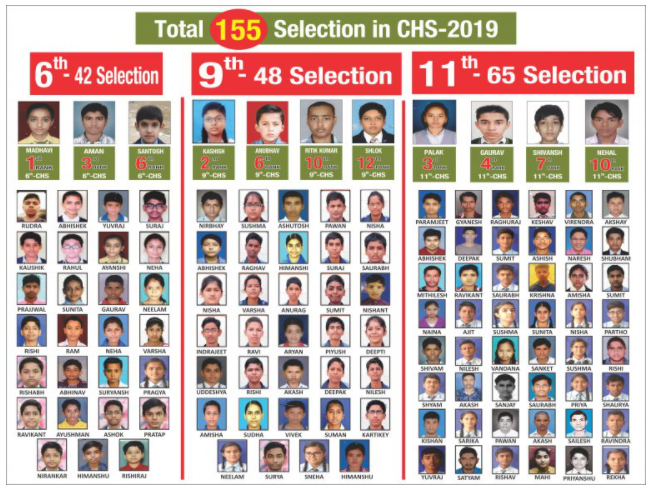 Total 155 Selection in CHS-2019
6th- 42 Selection
9th- 48 Selection
11th- 65 Selection
MADHAVI AMAN SANTOSH
1st RANK 3rd RANK 6th RANK
6th-CHS 6th-CHS 6th-CHS
RUDRA ABHISHEK YUVRAJ SURAJ
KAUSHIK RAHUL AYANSHI NEHA
PRAJJWAL SUNITA GAURAV NEELAM
RISHI RAM NEHA VARSHA
RISHABH ABHINAV SURYANSH PRAGYA
RAVIKANT AYUSHMAN ASHOK PRATAP
NIRANKAR HIMANSHU RISHIRAJ
KASHISH ANUBHAV RITIK KUMAR SHLOK
2nd RANK 6th RANK 10th RANK 12th RANK
9th-CHS 9th-CHS 9th-CHS 9th-CHS
NIRBHAY SUSHMA ASHUTOSH PAWAN NISHA
ABHISHEK RAGHAV HIMANSHI SURAJ SAURABH
NISHA VARSHA ANURAG SUMIT NISHANT
INDRAJEET RAVI ARYAN PIYUSH DEEPTI
UDDESHYA RISHI AKASH DEEPAK NILESH
AMISHA SUDHA VIVEK SUMAN KARTIKEY
NEELAM SURYA SNEHA HIMANSHU
PALAK GAURAV SHIVANSH NEHAL
3rd RANK 4th RANK 7th RANK 10th RANK
11th-CHS 11th-CHS 11th-CHS 11th-CHS
PARAMJEET GYANESH RAGHURAJ KESHAV VIRENDRA AKSHAY
ABHISHEK DEEPAK SUMIT ASHISH NARESH SHUBHAM
MITHILESH RAVIKANT SAURABH KRISHNA AMISHA SUMIT
NAINA AJIT SUSHMA SUNITA NISHA PARTHO
SHIVAM NILESH VANDANA SANKET SUSHMA RISHI
SHYAM AKASH SANJAY SAURABH PRIYA SHAURYA
KISHAN SARIKA PAWAN AKASH SAILESH RAVINDRA
YUVRAJ SATYAM RISHAV MAHI PRIYANSHU REKHA